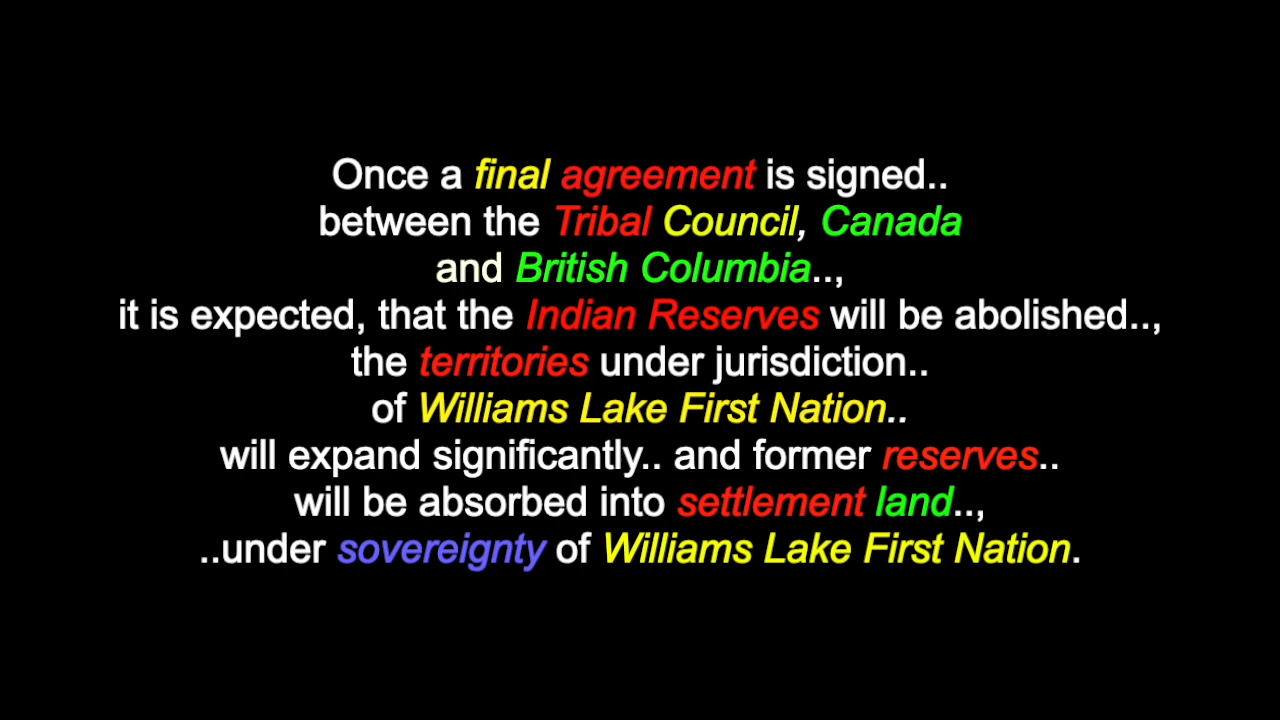 Once a final agreement is signed..
between the Tribal Council, Canada
and British Columbia..,
it is expected, that the Indian Reserves will be abolished..,
the territories under jurisdiction..
of Williams Lake First Nation..
will expand significantly.. and former reserves..
will be absorbed into settlement land..,
..under sovereignty of Williams Lake First Nation.